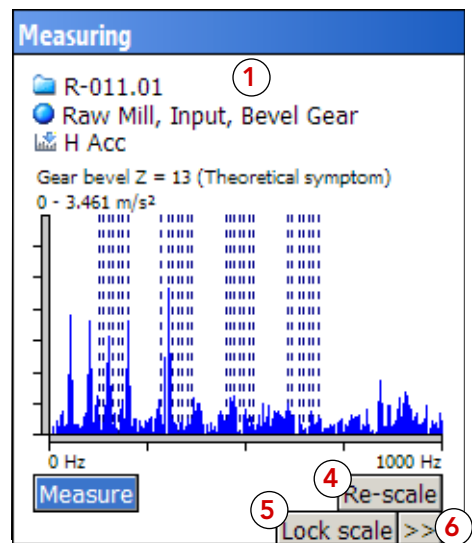 Measuring
R-011.01
1
Raw Mill, Input, Bevel Gear
H Acc
Gear bevel Z = 13 (Theoretical symptom)
0 - 3.461 m/s²
0 Hz
1000 Hz
4
Measure
Re-scale
5
Lock scale
>>
6